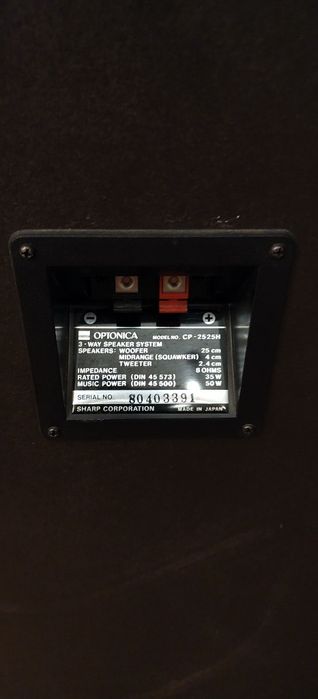 ⊖ ⊕
OPTONICA MODEL NO. CP-2525H
3-WAY SPEAKER SYSTEM
SPEAKERS: WOOFER 25 cm
MIDRANGE (SQUAWKER) 4 cm
TWEETER 2.4 cm
IMPEDANCE 8 OHMS
RATED POWER (DIN 45 573) 35 W
MUSIC POWER (DIN 45 500) 50 W
SERIAL NO. 80403391
SHARP CORPORATION MADE IN JAPAN